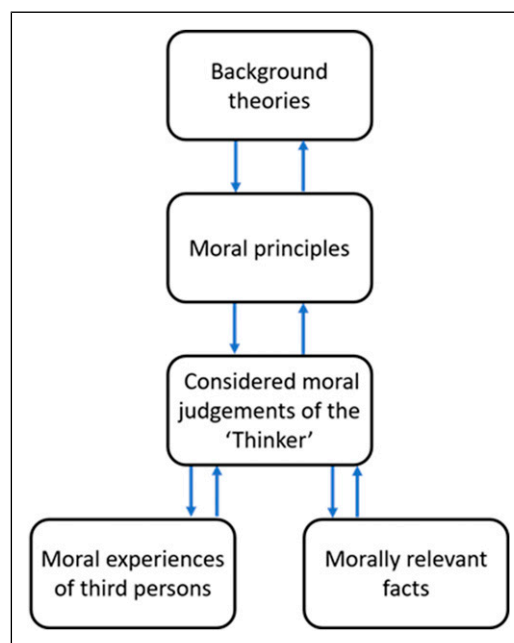 Background
theories
Moral principles
Considered moral
judgements of the
‘Thinker’
Moral experiences
of third persons
Morally relevant
facts